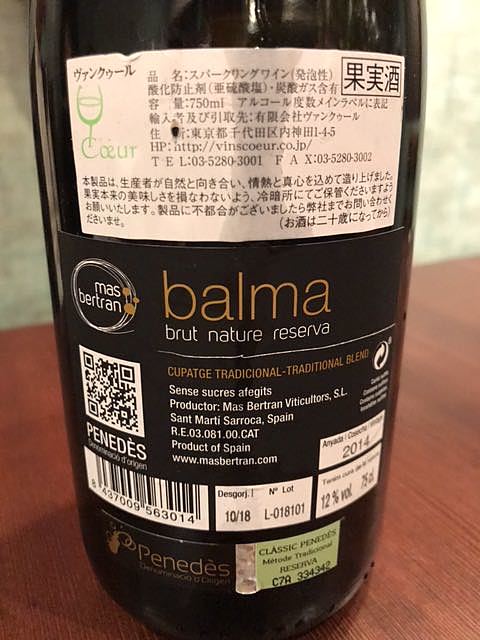 ヴァンクゥール
Cœur
品　名:スパークリングワイン(発泡性)
果実酒
酸化防止剤(亜硫酸塩)・炭酸ガス含有
容　量:750ml　アルコール度数メインラベルに表記
輸入者及び引取先:有限会社ヴァンクゥール
住　所:東京都千代田区内神田1-4-5
HP:http://vinscoeur.co.jp/
TEL:03-5280-3001　FAX:03-5280-3002
本製品は、生産者が自然と向き合い、情熱と真心を込めて造り上げました。
果実本来の美味しさを損なわないよう、冷暗所にてご保管くださいますよう
お願いいたします。製品に不都合がございましたら弊社までお問い合せく
ださいませ。
(お酒は二十歳になってから)
mas
bertran
balma
brut nature reserva
CUPATGE TRADICIONAL-TRADITIONAL BLEND
Sense sucres afegits
Productor: Mas Bertran Viticultors, S.L.
Sant Martí Sarroca, Spain
R.E.03.081.00.CAT
Product of Spain
www.masbertran.com
PENEDÈS
Denominació d'origen
8437009563014
Desgorj.
10/18
Nº Lot
L-018101
Anyada | Cosecha | Vintage
2014
12% vol.
75 cl.
Penedès
Denominació d'Origen
CLÀSSIC PENEDÈS
Mètode Tradicional
RESERVA
C7A 334342